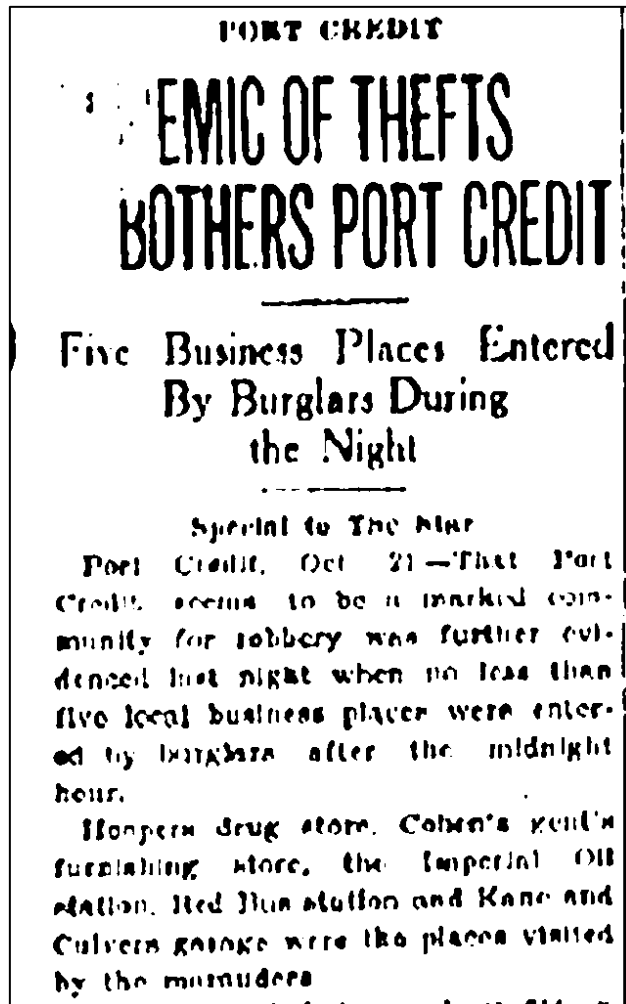 PORT CREDIT
EMIC OF THEFTS
BOTHERS PORT CREDIT
Five Business Places Entered
By Burglars During
the Night
Special to The Star
Port Credit, Oct 21—That Port
Credit seems to be a marked com-
munity for robbery was further evi-
denced last night when no less than
five local business places were enter-
ed by burglars after the midnight
hour.
Hoopers drug store, Cohen's gent's
furnishing store, the Imperial Oil
station, Red Bus station and Kane and
Culvers garage were the places visited
by the marauders